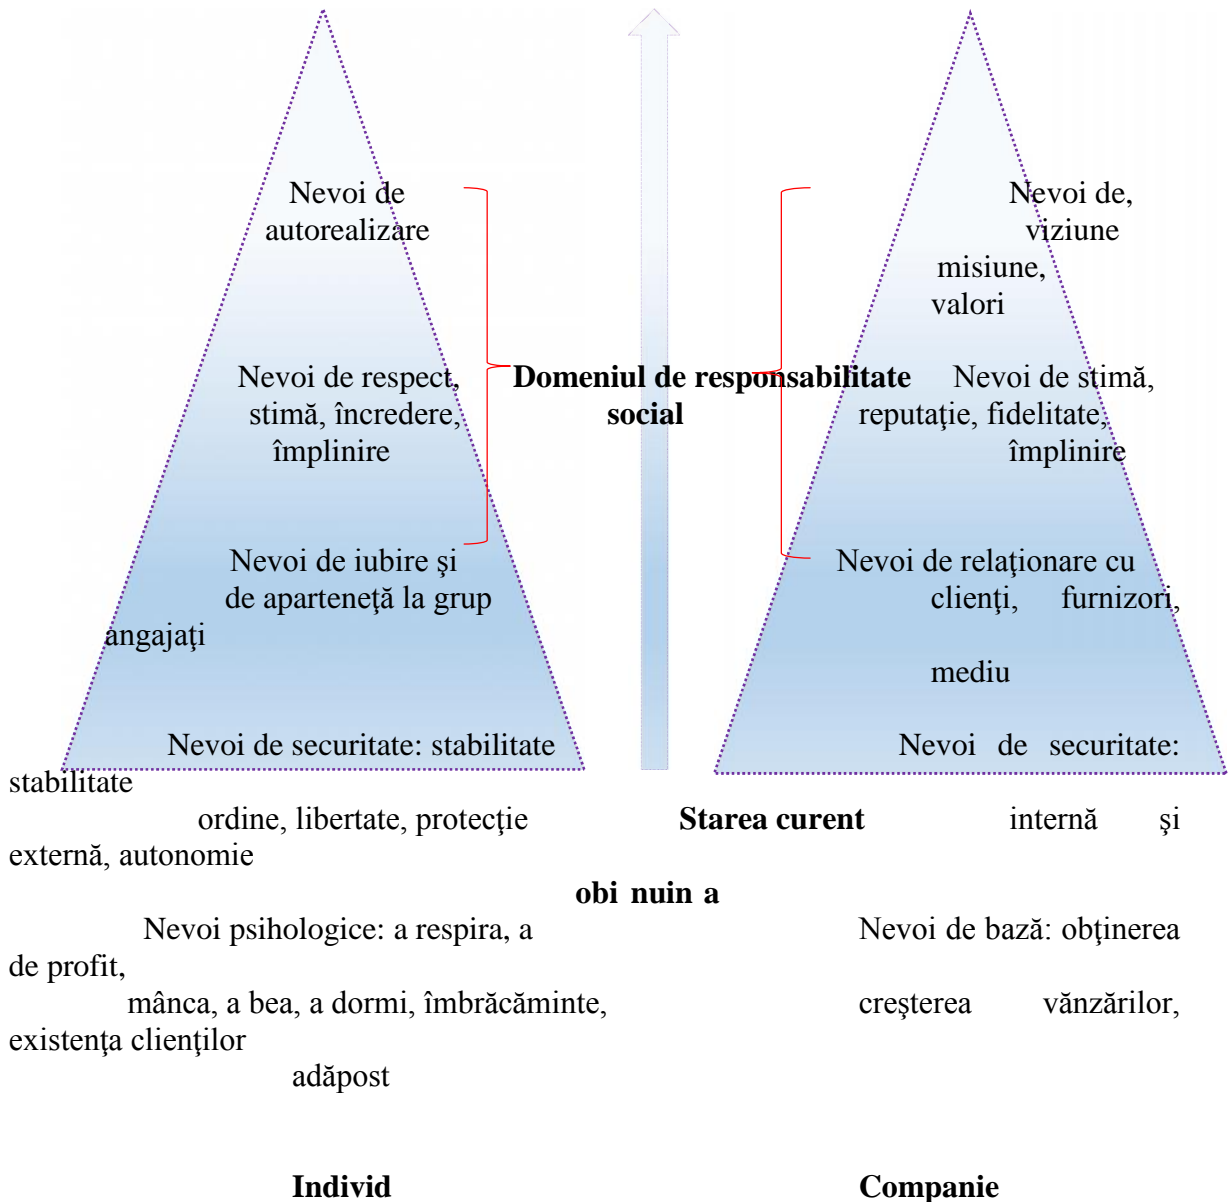 Nevoi de Nevoi de,
autorealizare viziune
misiune,
valori
Nevoi de respect, Domeniul de responsabilitate Nevoi de stimă,
stimă, încredere, social reputaţie, fidelitate,
împlinire împlinire
Nevoi de iubire şi Nevoi de relaţionare cu
de aparteneţă la grup clienţi, furnizori,
angajaţi
mediu
Nevoi de securitate: stabilitate Nevoi de securitate:
stabilitate
ordine, libertate, protecţie Starea curent internă şi
externă, autonomie
obi nuin a
Nevoi psihologice: a respira, a Nevoi de bază: obţinerea
de profit,
mânca, a bea, a dormi, îmbrăcăminte, creşterea vănzărilor,
existenţa clienţilor
adăpost
Individ Companie